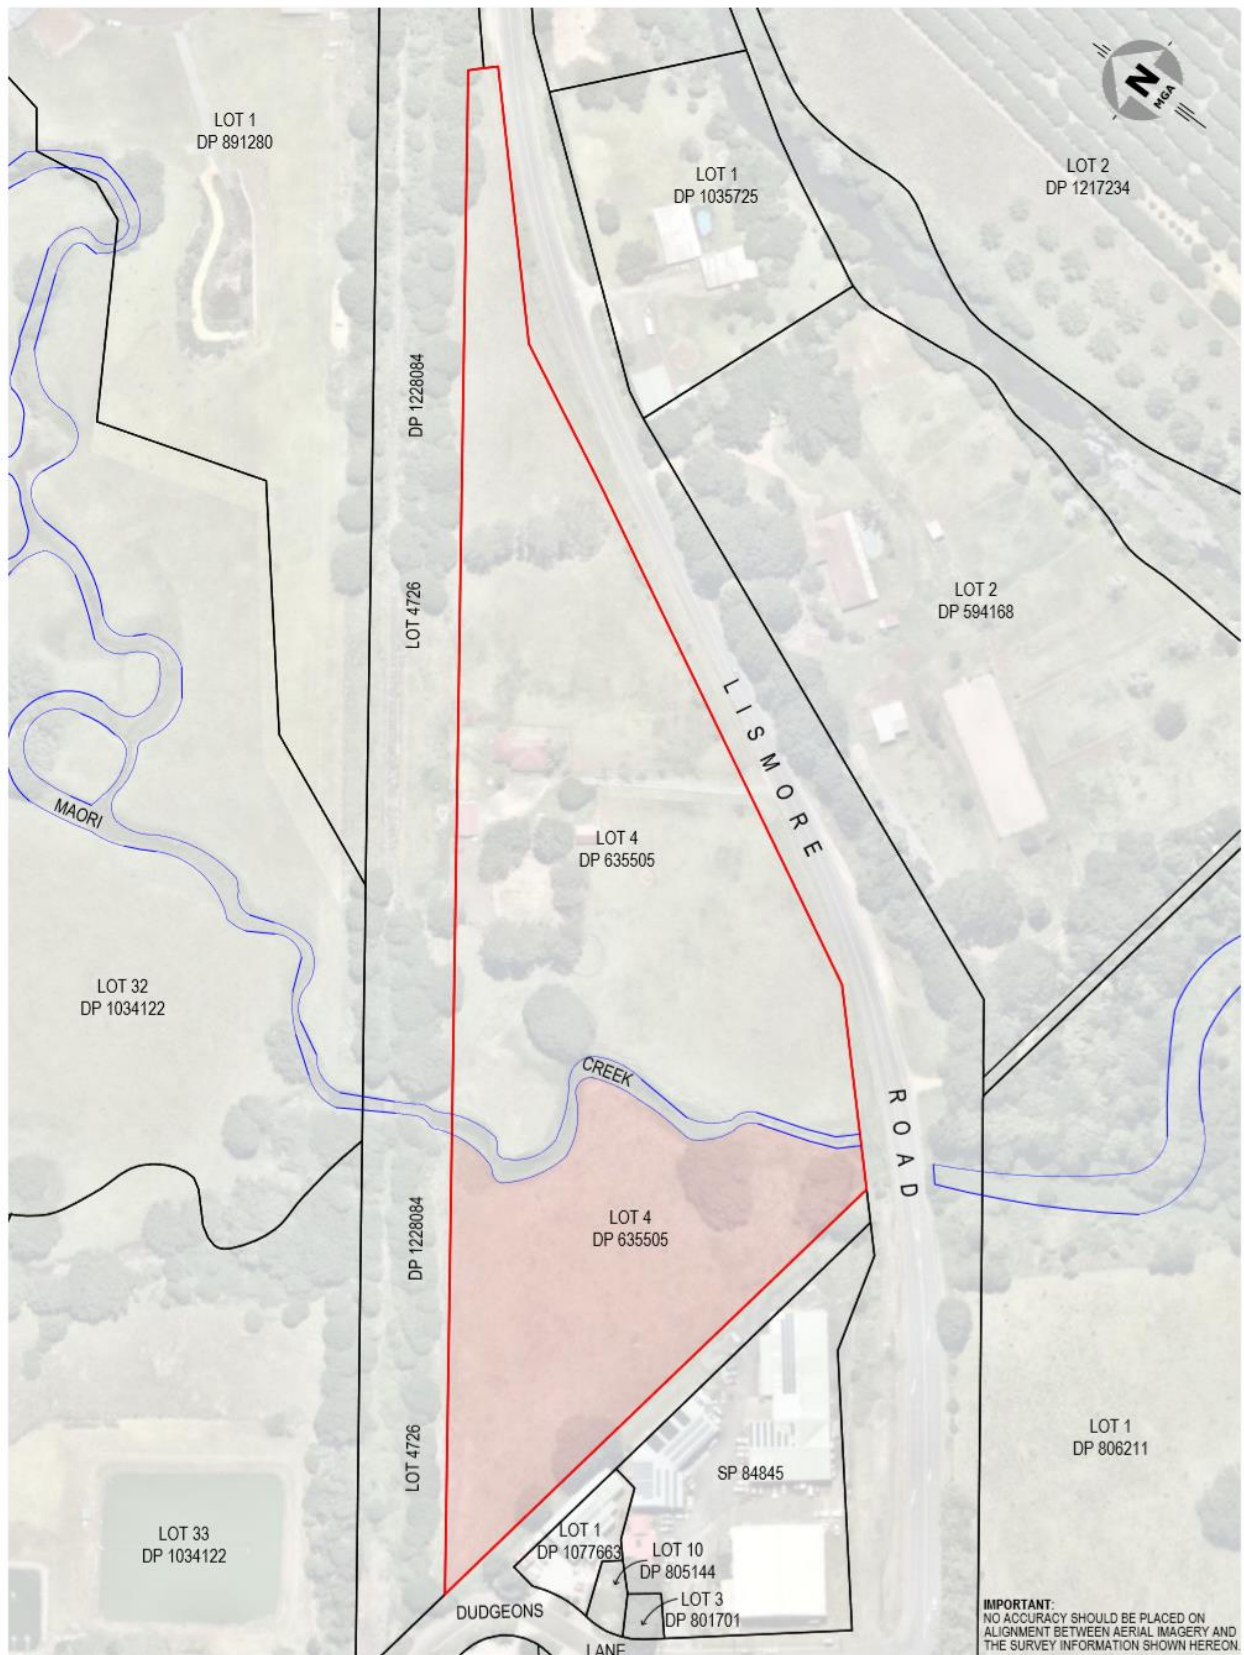 N
MGA
LOT 1
DP 891280
LOT 1
DP 1035725
LOT 2
DP 1217234
DP 1228084
LOT 4726
LOT 2
DP 594168
LISMORE
MAORI
LOT 4
DP 635505
LOT 32
DP 1034122
CREEK
ROAD
LOT 4
DP 635505
DP 1228084
LOT 4726
LOT 1
DP 806211
SP 84845
LOT 33
DP 1034122
LOT 1
DP 1077663
LOT 10
DP 805144
LOT 3
DP 801701
DUDGEONS
LANE
IMPORTANT:
NO ACCURACY SHOULD BE PLACED ON
ALIGNMENT BETWEEN AERIAL IMAGERY AND
THE SURVEY INFORMATION SHOWN HEREON.